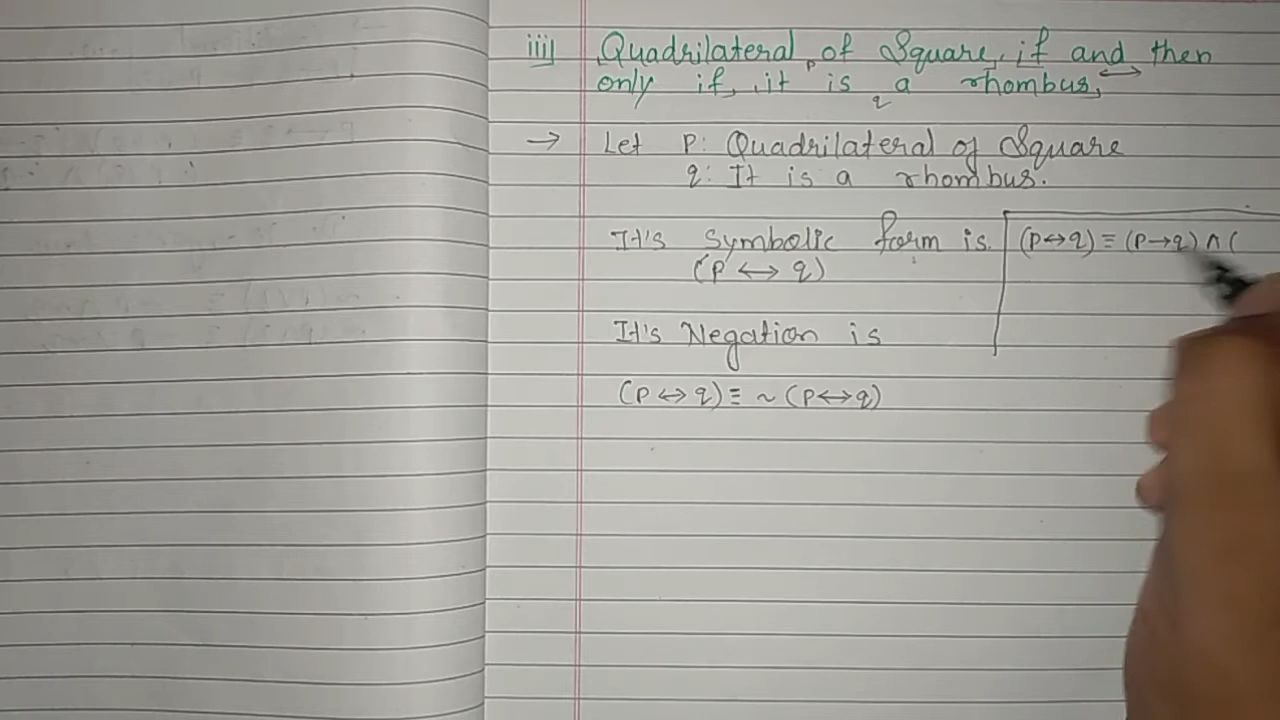 iii) Quadrilateral of Square, if and then
p ↔
only if, it is a rhombus,
q
→ Let P: Quadrilateral of Square
q: It is a rhombus.
It's Symbolic form is (P↔q) ≡ (P→q) ∧ (
(P ↔ q)
It's Negation is
(P ↔ q) ≡ ~ (P↔q)